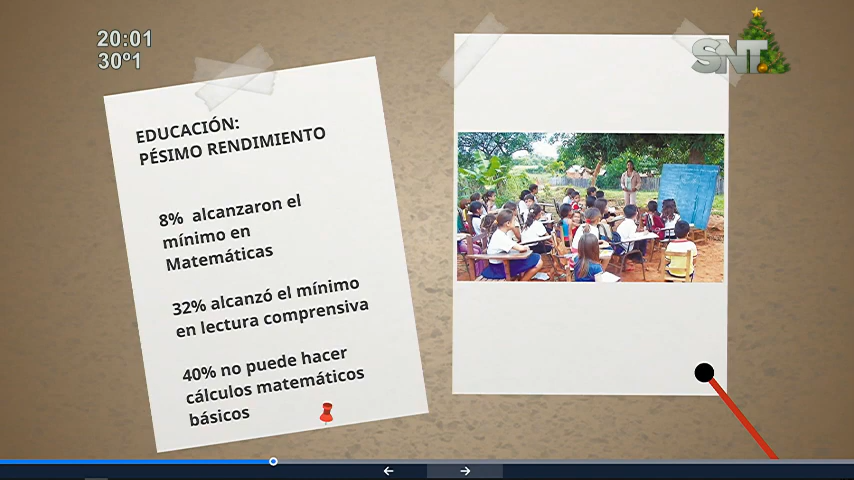 20:01
30º1
SNT
EDUCACIÓN:
PÉSIMO RENDIMIENTO
8% alcanzaron el
mínimo en
Matemáticas
32% alcanzó el mínimo
en lectura comprensiva
40% no puede hacer
cálculos matemáticos
básicos